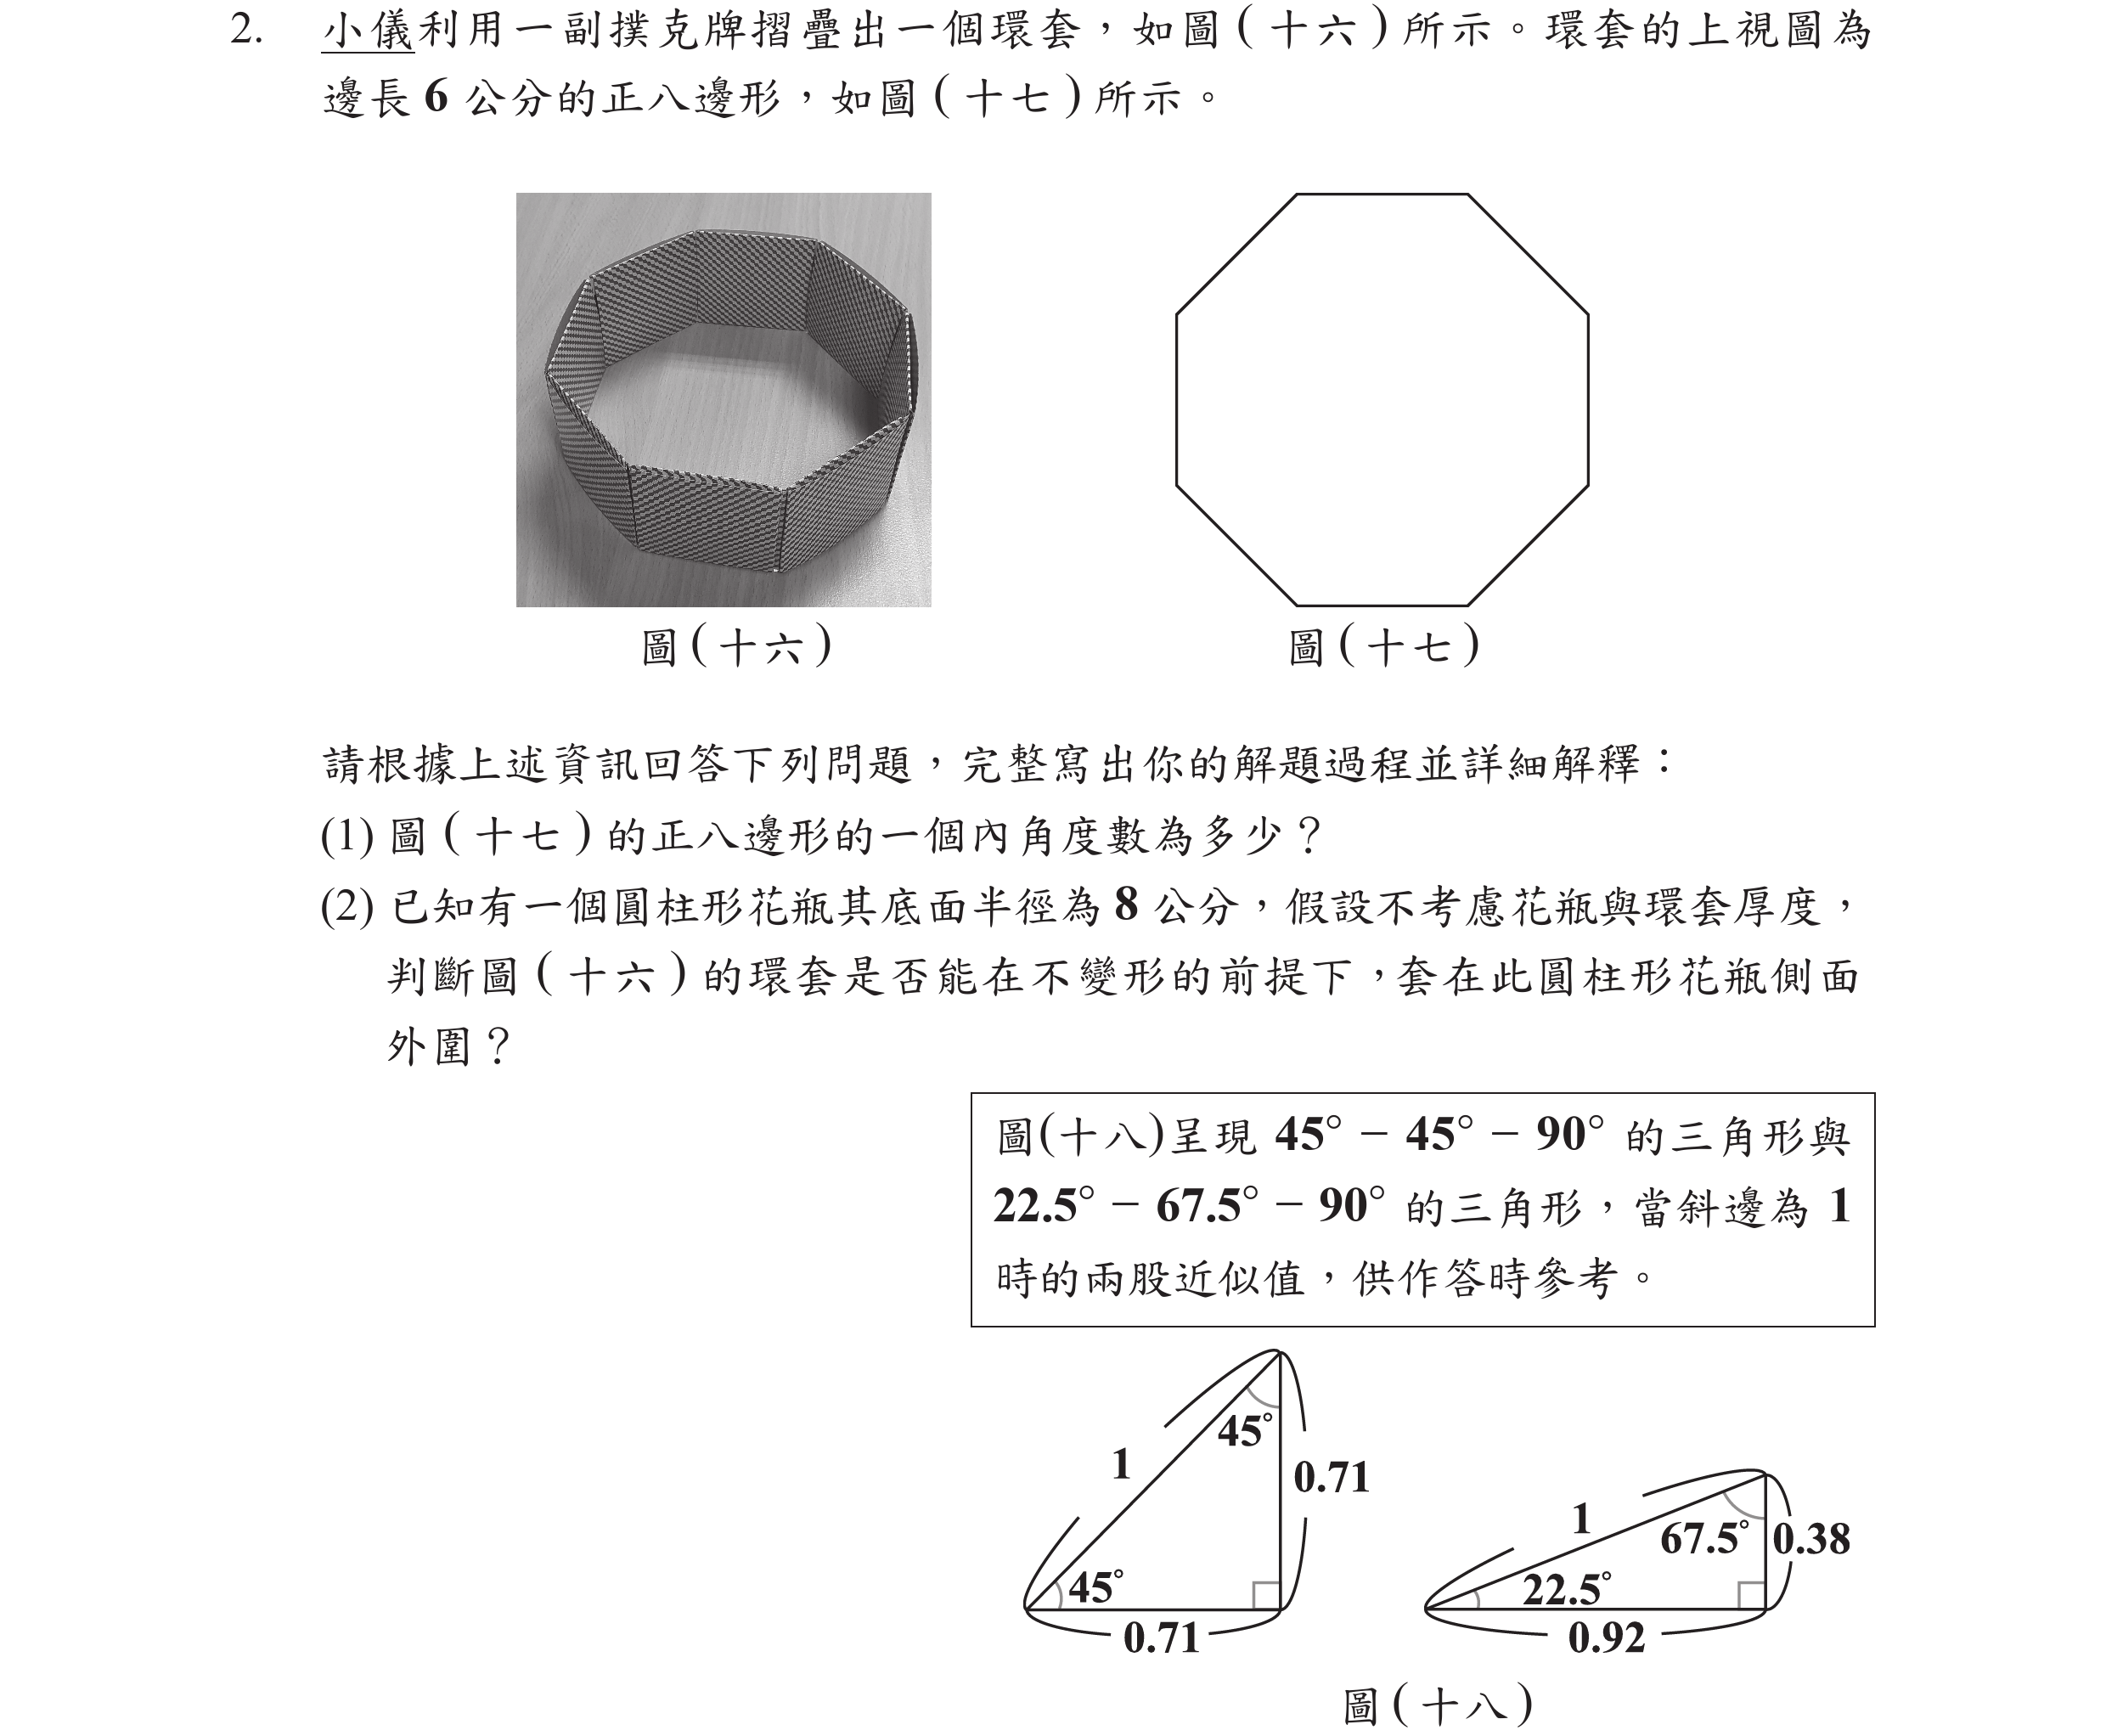 2. 小儀利用一副撲克牌摺疊出一個環套，如圖(十六)所示。環套的上視圖為
邊長 6 公分的正八邊形，如圖(十七)所示。
圖(十六)
圖(十七)
請根據上述資訊回答下列問題，完整寫出你的解題過程並詳細解釋：
(1) 圖(十七)的正八邊形的一個內角度數為多少？
(2) 已知有一個圓柱形花瓶其底面半徑為 8 公分，假設不考慮花瓶與環套厚度，
判斷圖(十六)的環套是否能在不變形的前提下，套在此圓柱形花瓶側面
外圍？
圖(十八)呈現 45° − 45° − 90° 的三角形與
22.5° − 67.5° − 90° 的三角形，當斜邊為 1
時的兩股近似值，供作答時參考。
45°
1
0.71
45°
0.71
1
67.5°
0.38
22.5°
0.92
圖(十八)